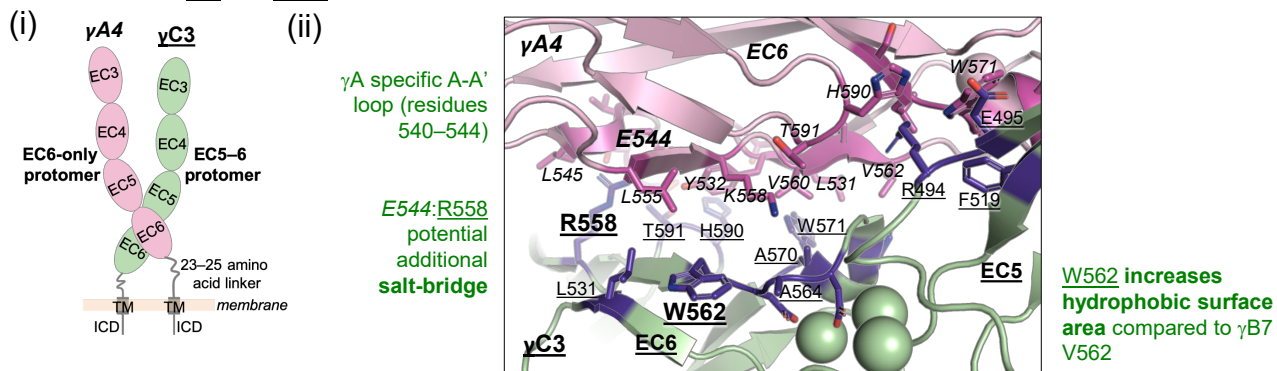 (i)
γA4
γC3
EC3
EC3
EC4
EC4
EC6-only
protomer
EC5–6
protomer
EC5
EC5
EC6
EC6
23–25 amino
acid linker
TM
TM
membrane
ICD
ICD
(ii)
γA specific A-A'
loop (residues
540–544)
E544:R558
potential
additional
salt-bridge
γA4
EC6
W571
H590
E495
E544
T591
L545
L555
Y532
K558
V560
L531
V562
R494
F519
R558
T591
H590
W571
A570
L531
W562
A564
EC5
γC3
EC6
W562 increases
hydrophobic surface
area compared to γB7
V562